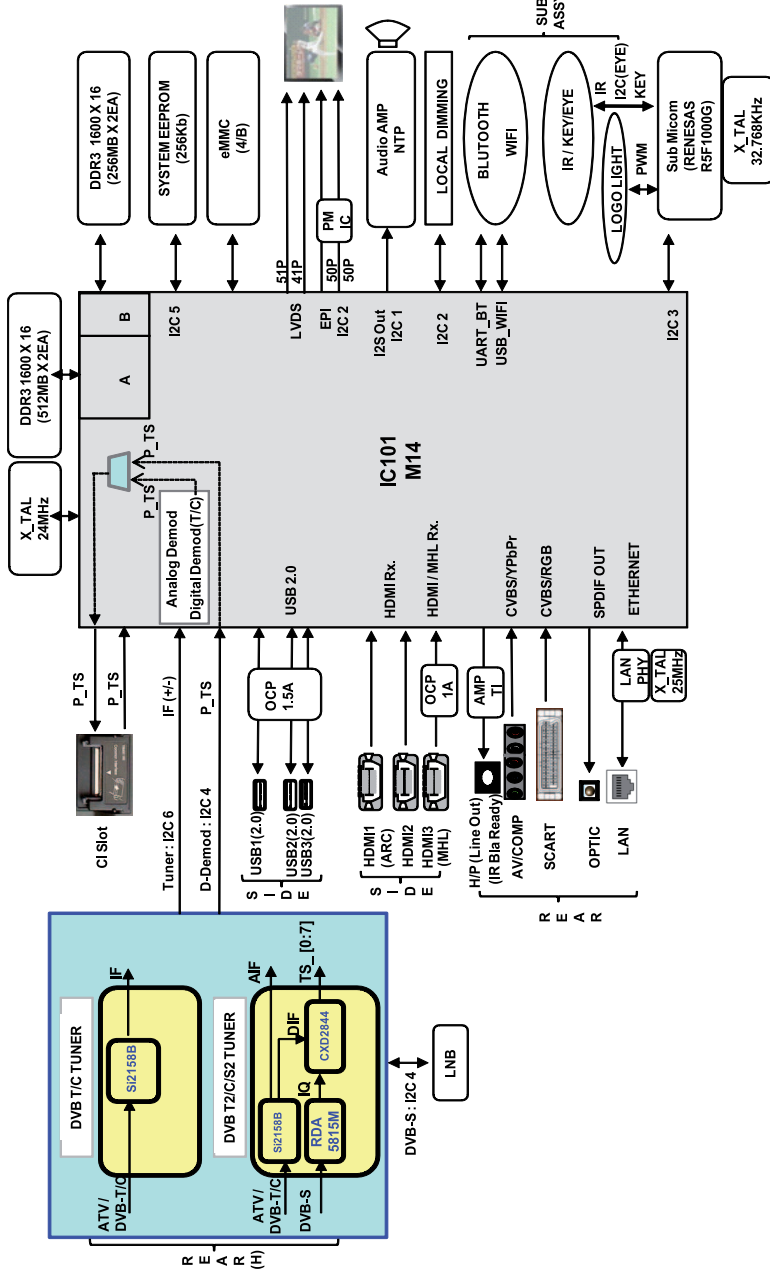 REAR
(H)
DVB T/C TUNER
ATV /
DVB-T/C
Si2158B
IF
DVB T2/C/S2 TUNER
ATV /
DVB-T/C
DVB-S
Si2158B
RDA
5815M
IQ
DIF
CXD2844
AIF
TS_ [0:7]
DVB-S : I2C 4
LNB
CI Slot
P_TS
P_TS
Tuner : I2C 6
IF (+/-)
D-Demod : I2C 4
P_TS
SIDE
USB1(2.0)
USB2(2.0)
USB3(2.0)
OCP
1.5A
SIDE
HDMI1
(ARC)
HDMI2
HDMI3
(MHL)
OCP
1A
REAR
H/P (Line Out)
(IR Bla Ready)
AMP
TI
AV/COMP
SCART
OPTIC
LAN
LAN
PHY
X_TAL
25MHz
X_TAL
24MHz
DDR3 1600 X 16
(512MB X 2EA)
A
B
P_TS
P_TS
Analog Demod
Digital Demod(T/C)
USB 2.0
HDMI Rx.
HDMI / MHL Rx.
CVBS/YPbPr
CVBS/RGB
SPDIF OUT
ETHERNET
IC101
M14
I2C 5
LVDS
EPI
I2C 2
I2S Out
I2C 1
I2C 2
UART_BT
USB_WIFI
I2C 3
DDR3 1600 X 16
(256MB X 2EA)
SYSTEM EEPROM
(256Kb)
eMMC
(4/B)
51P
41P
50P
50P
PM
IC
Audio AMP
NTP
LOCAL DIMMING
SUB
ASS
BLUTOOTH
WIFI
IR / KEY/EYE
LOGO LIGHT
PWM
IR
I2C(EYE)
KEY
Sub Micom
(RENESAS
R5F1000G)
X_TAL
32.768KHz